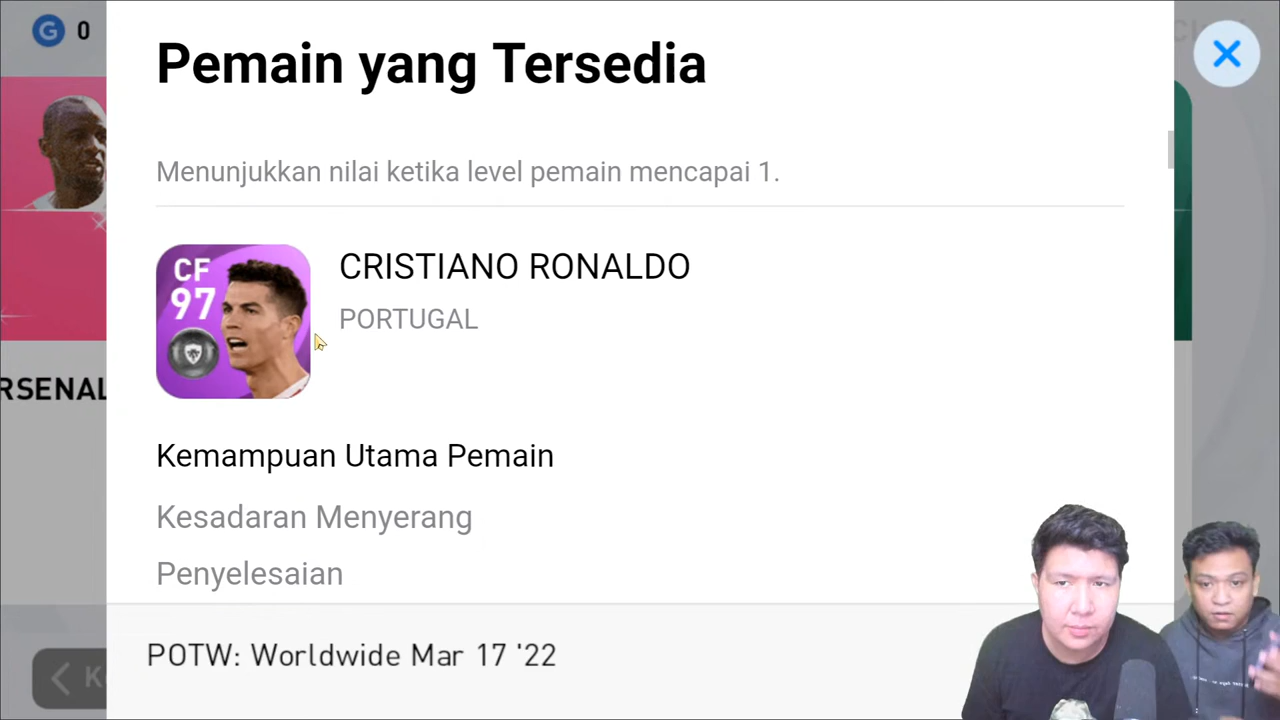 G 0
Pemain yang Tersedia
Menunjukkan nilai ketika level pemain mencapai 1.
CF
97
CRISTIANO RONALDO
PORTUGAL
RSENAL
Kemampuan Utama Pemain
Kesadaran Menyerang
Penyelesaian
K
POTW: Worldwide Mar 17 '22